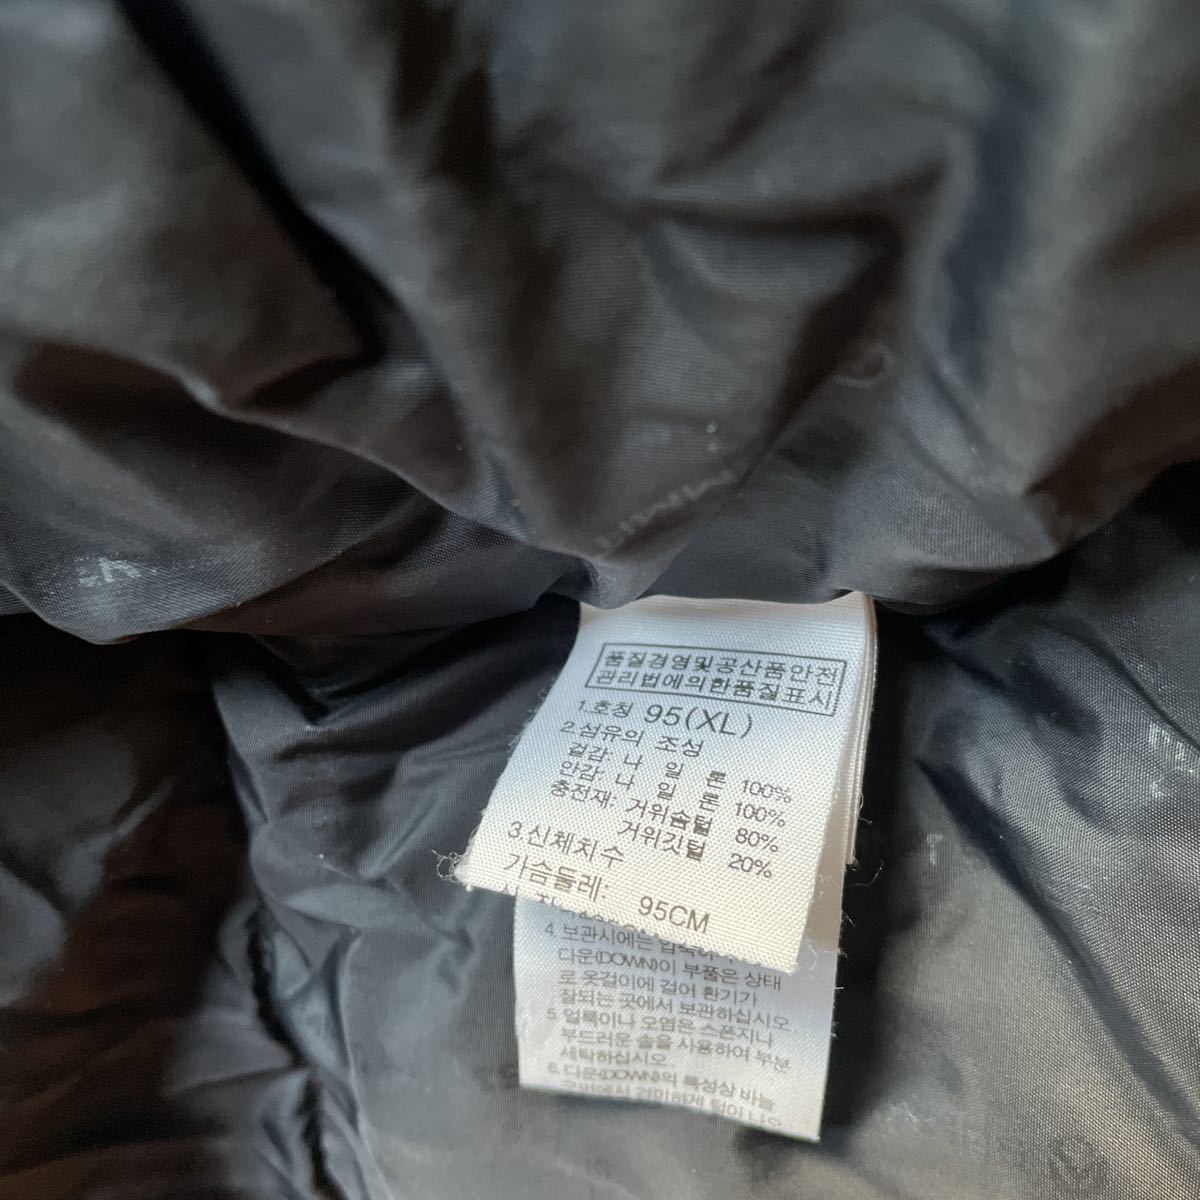 품질경영및공산품안전
관리법에의한품질표시
1.호칭 95(XL)
2.섬유의 조성
겉감: 나 일 론 100%
안감: 나 일 론 100%
충전재: 거위솜털 80%
거위깃털 20%
3.신체치수
가슴둘레: 95CM
4. 보관시에는
다운(DOWN)이 부풀은 상태
로 옷걸이에 걸어 환기가
잘되는 곳에서 보관하십시오.
5. 얼룩이나 오염은 스폰지나
부드러운 솔을 사용하여 부분
세탁하십시오
6. 다운(DOWN)의 특성상 바늘